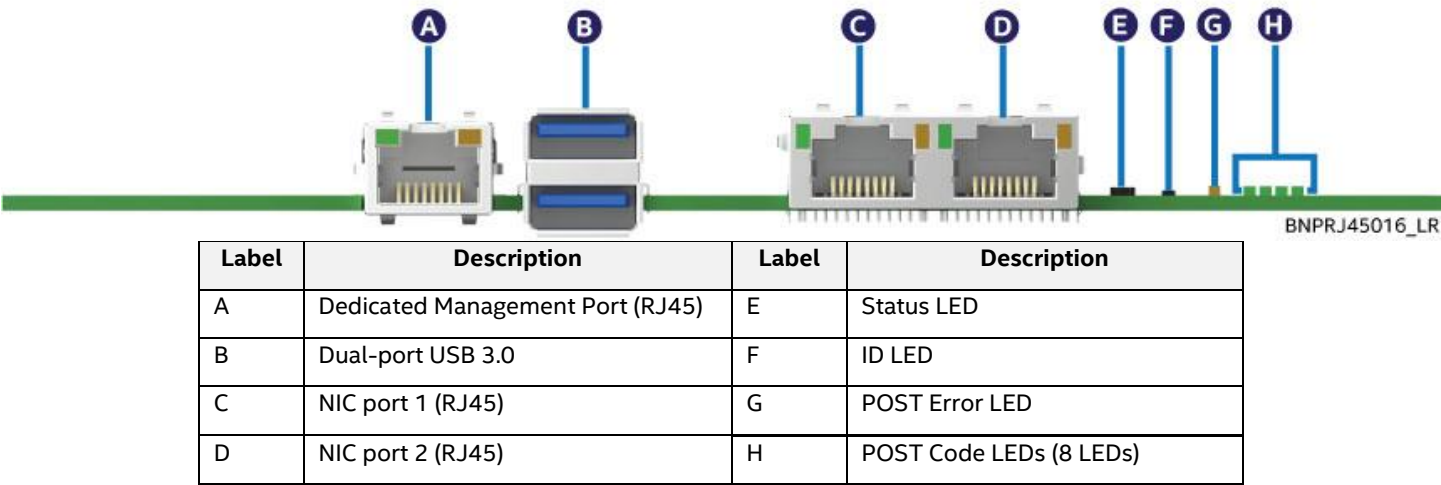 A B C D E F G H
BNPRJ45016_LR
Label Description Label Description
A Dedicated Management Port (RJ45) E Status LED
B Dual-port USB 3.0 F ID LED
C NIC port 1 (RJ45) G POST Error LED
D NIC port 2 (RJ45) H POST Code LEDs (8 LEDs)